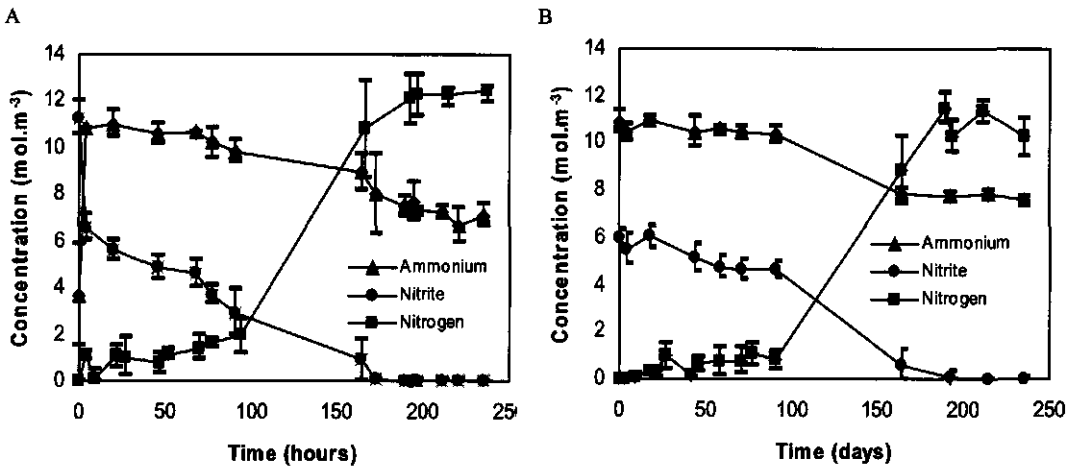 A
Concentration (mol.m⁻³)
14
12
10
8
6
4
2
0
Ammonium
Nitrite
Nitrogen
0 50 100 150 200 250
Time (hours)
B
Concentration (mol.m⁻³)
14
12
10
8
6
4
2
0
Ammonium
Nitrite
Nitrogen
0 50 100 150 200 250
Time (days)